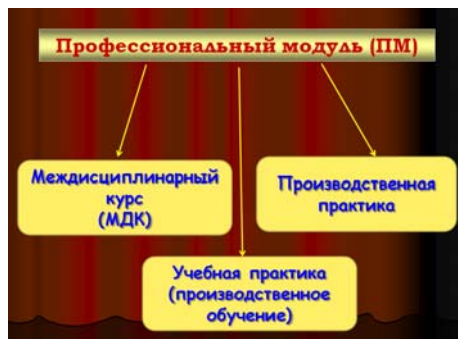 Профессиональный модуль (ПМ)
Междисциплинарный
курс
(МДК)
Производственная
практика
Учебная практика
(производственное
обучение)